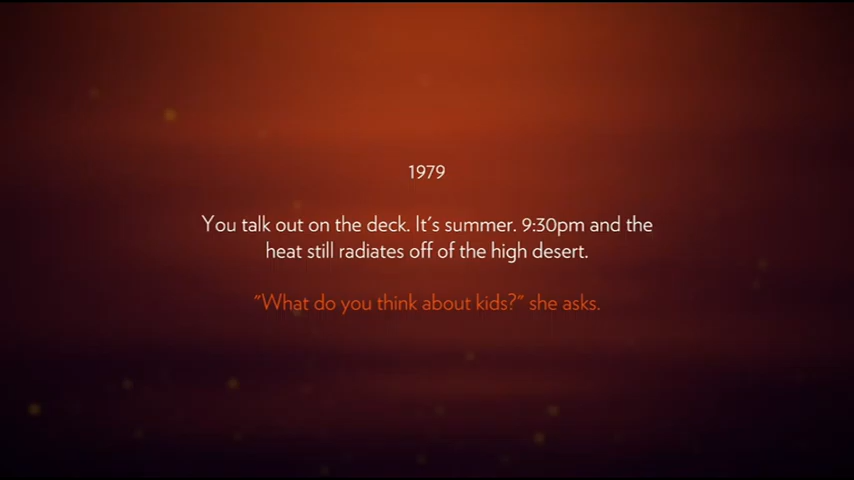 1979
You talk out on the deck. It's summer. 9:30pm and the
heat still radiates off of the high desert.
"What do you think about kids?" she asks.